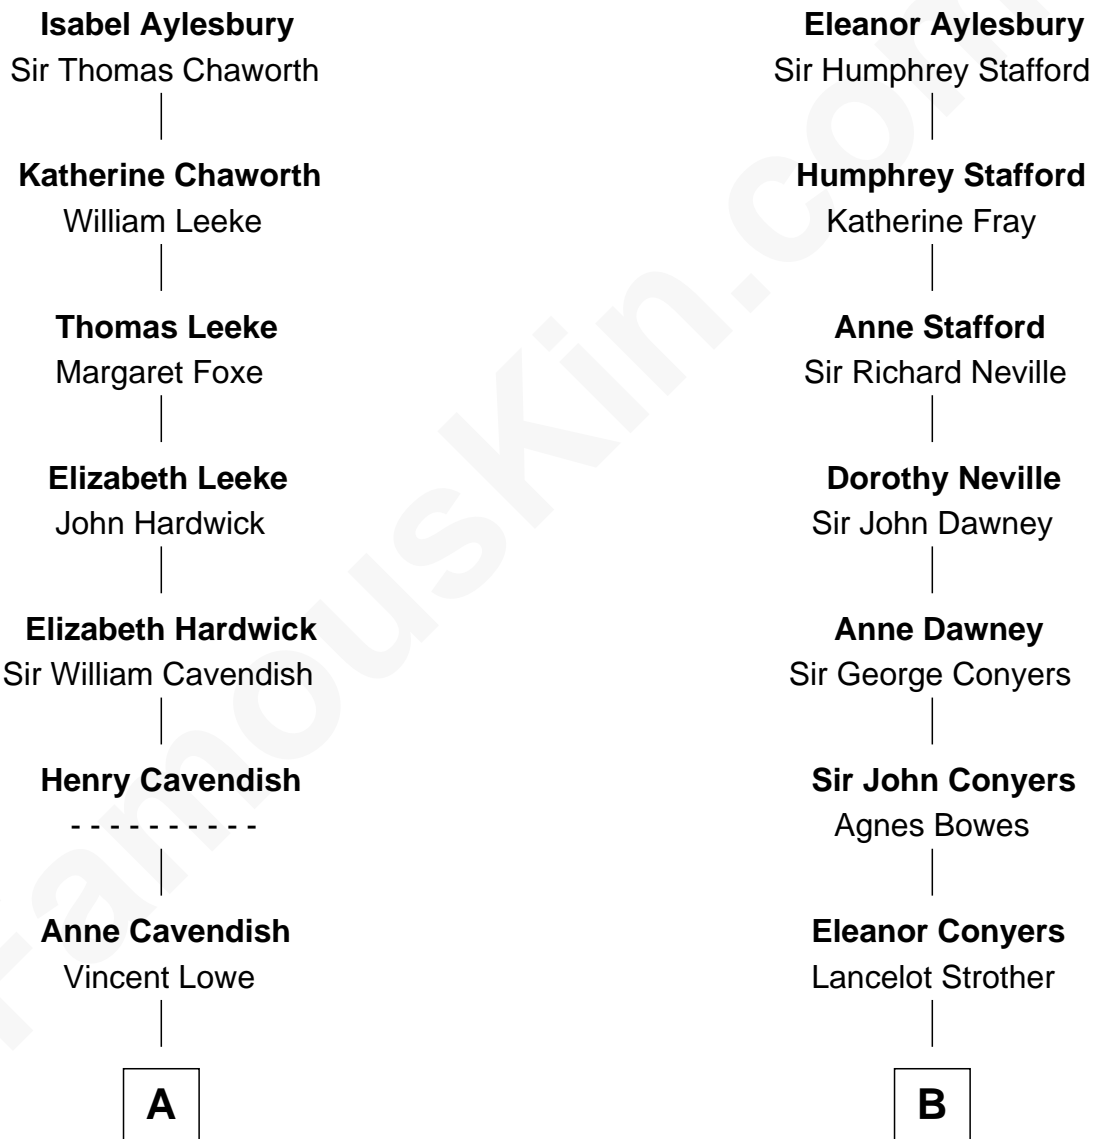 Isabel Aylesbury
Sir Thomas Chaworth
Katherine Chaworth
William Leeke
Thomas Leeke
Margaret Foxe
Elizabeth Leeke
John Hardwick
Elizabeth Hardwick
Sir William Cavendish
Henry Cavendish
- - - - - - - - - -
Anne Cavendish
Vincent Lowe
A
Eleanor Aylesbury
Sir Humphrey Stafford
Humphrey Stafford
Katherine Fray
Anne Stafford
Sir Richard Neville
Dorothy Neville
Sir John Dawney
Anne Dawney
Sir George Conyers
Sir John Conyers
Agnes Bowes
Eleanor Conyers
Lancelot Strother
B
FamousKin.com